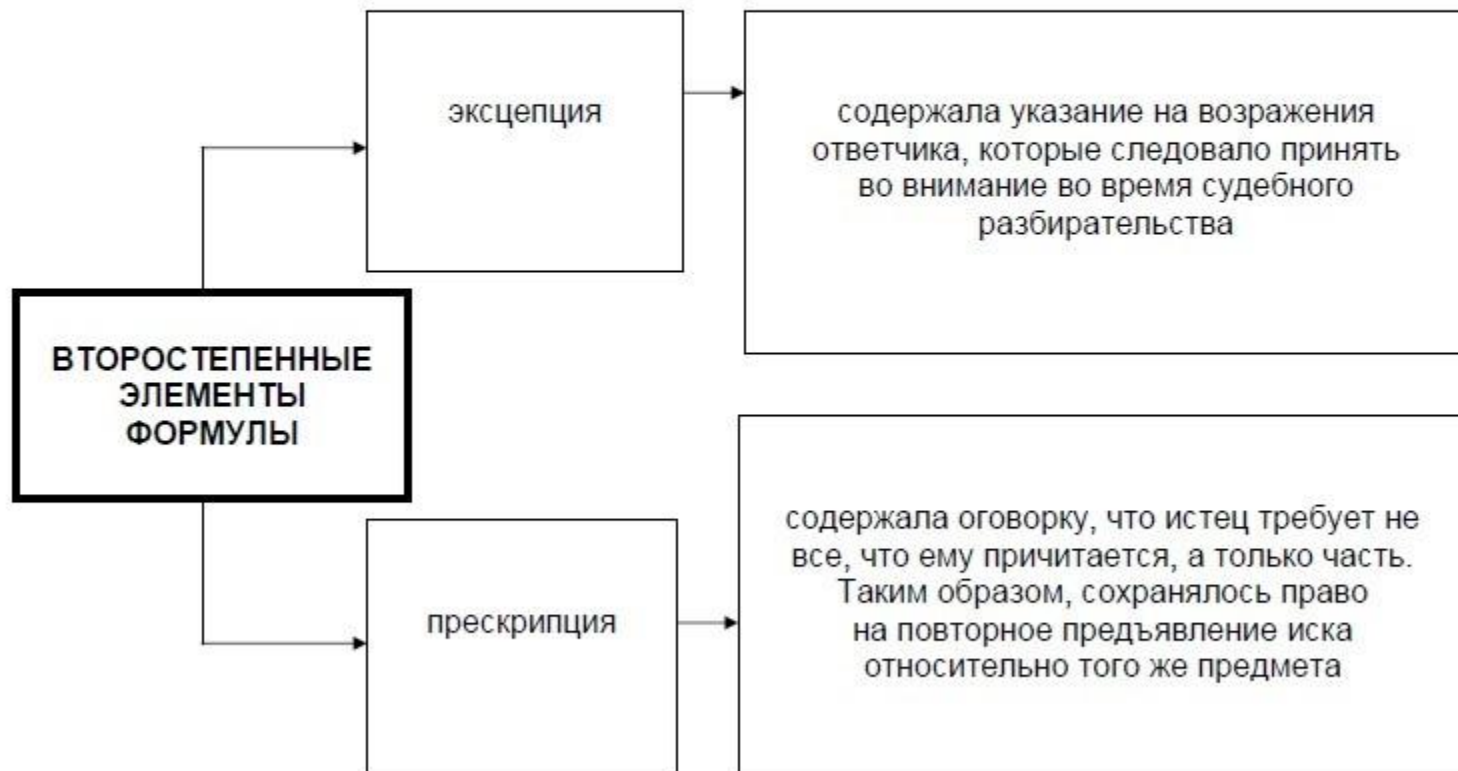 ВТОРОСТЕПЕННЫЕ
ЭЛЕМЕНТЫ
ФОРМУЛЫ
эксцепция
содержала указание на возражения
ответчика, которые следовало принять
во внимание во время судебного
разбирательства
прескрипция
содержала оговорку, что истец требует не
все, что ему причитается, а только часть.
Таким образом, сохранялось право
на повторное предъявление иска
относительно того же предмета